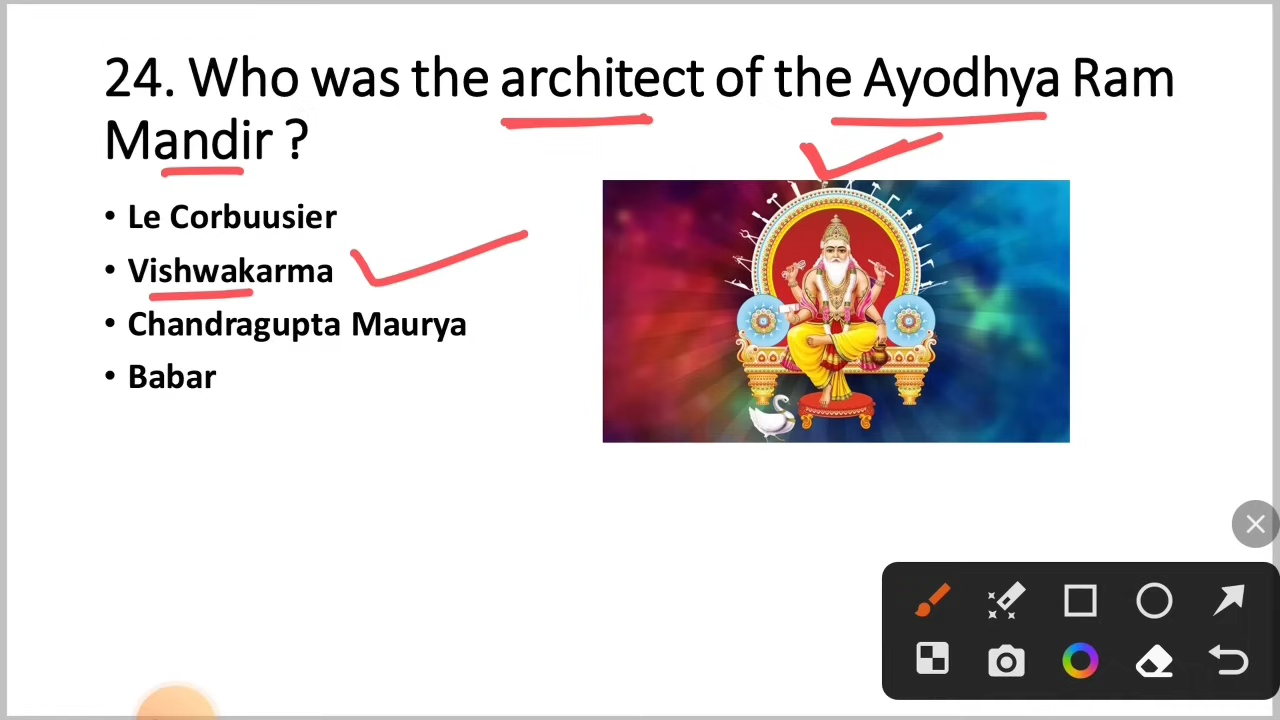 24. Who was the architect of the Ayodhya Ram
Mandir ?
• Le Corbuusier
• Vishwakarma
• Chandragupta Maurya
• Babar